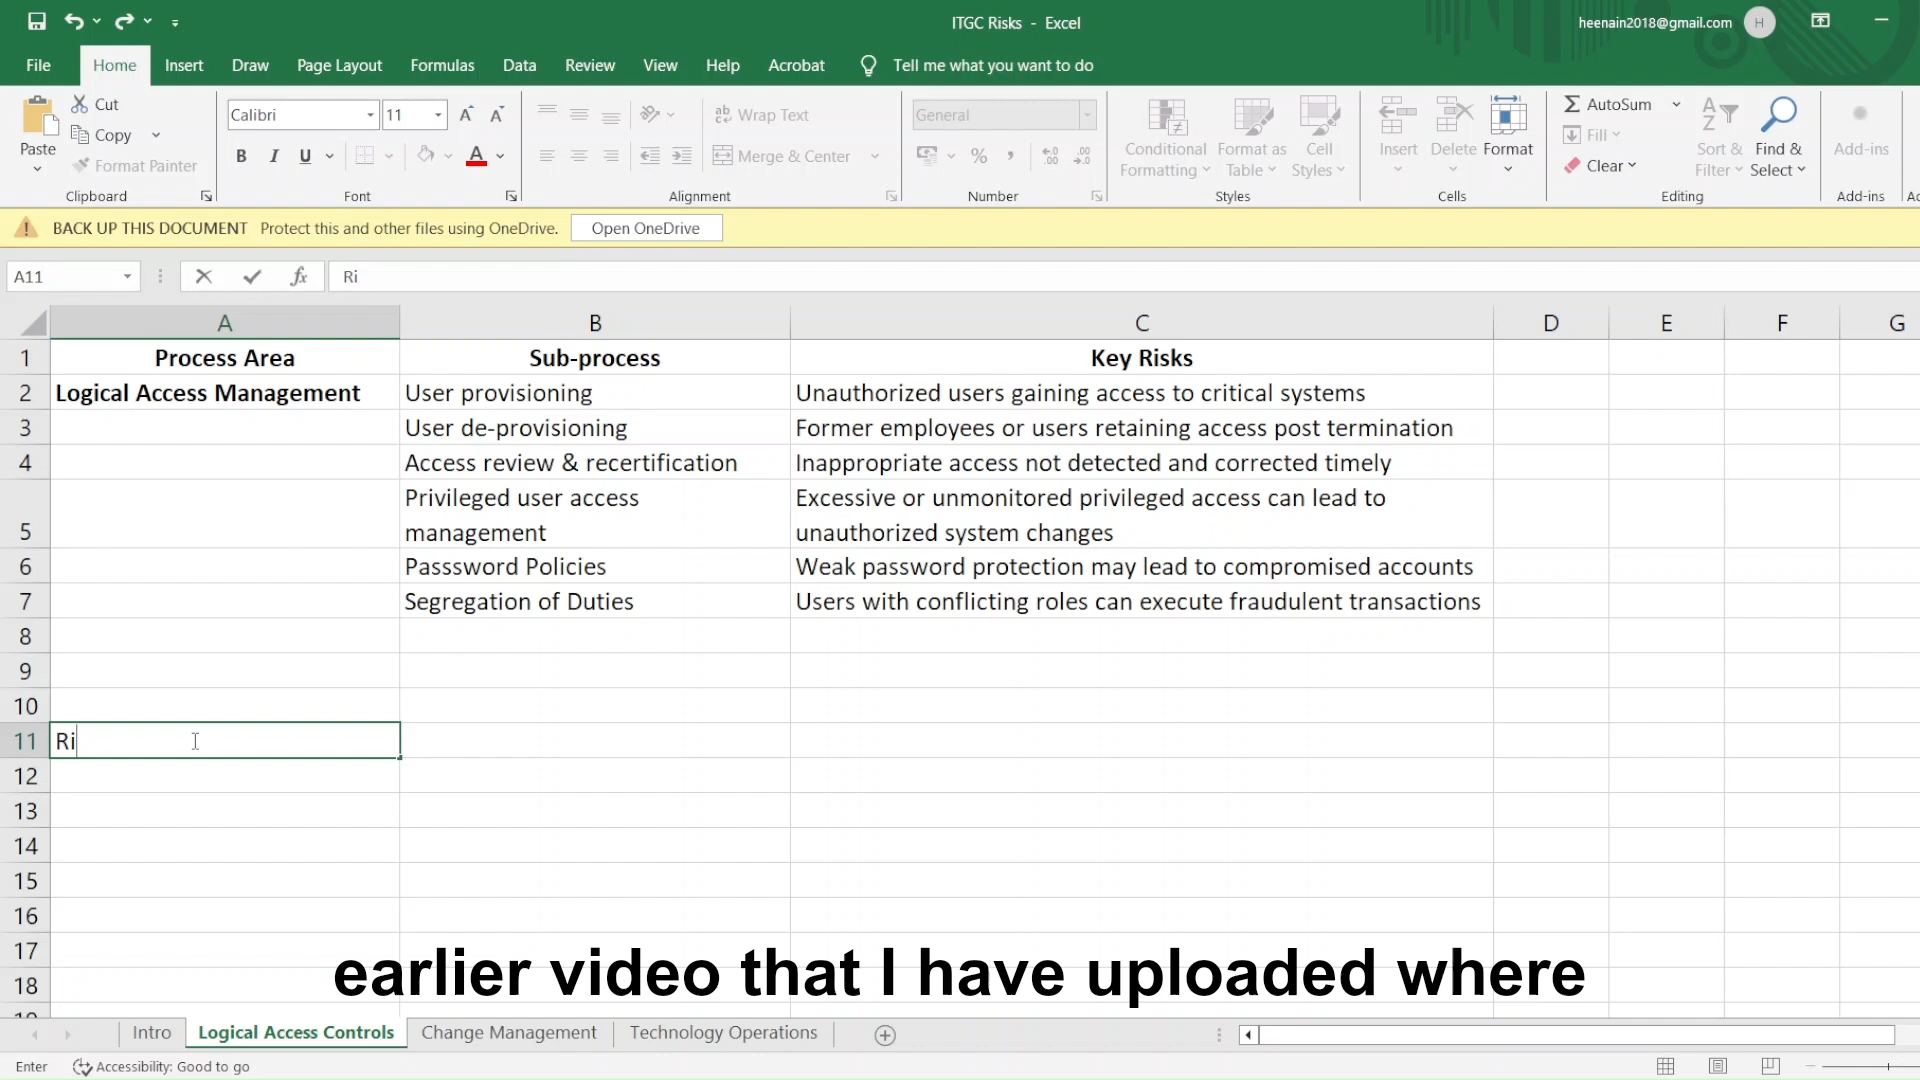 ITGC Risks - Excel
heenain2018@gmail.com
H
File Home Insert Draw Page Layout Formulas Data Review View Help Acrobat Tell me what you want to do
Paste
Cut
Copy
Format Painter
Clipboard
Calibri 11
B I U
Font
Wrap Text
Merge & Center
Alignment
General
Number
Conditional Formatting
Format as Table
Cell Styles
Styles
Insert Delete Format
Cells
AutoSum
Fill
Clear
Sort & Filter
Find & Select
Editing
Add-ins
Add-ins
BACK UP THIS DOCUMENT Protect this and other files using OneDrive. Open OneDrive
A11 fx Ri
A B C D E F G
1 Process Area Sub-process Key Risks
2 Logical Access Management User provisioning Unauthorized users gaining access to critical systems
3 User de-provisioning Former employees or users retaining access post termination
4 Access review & recertification Inappropriate access not detected and corrected timely
Privileged user access Excessive or unmonitored privileged access can lead to
5 management unauthorized system changes
6 Passsword Policies Weak password protection may lead to compromised accounts
7 Segregation of Duties Users with conflicting roles can execute fraudulent transactions
8
9
10
11 Ri
12
13
14
15
16
17
18
earlier video that I have uploaded where
Intro Logical Access Controls Change Management Technology Operations
Enter Accessibility: Good to go